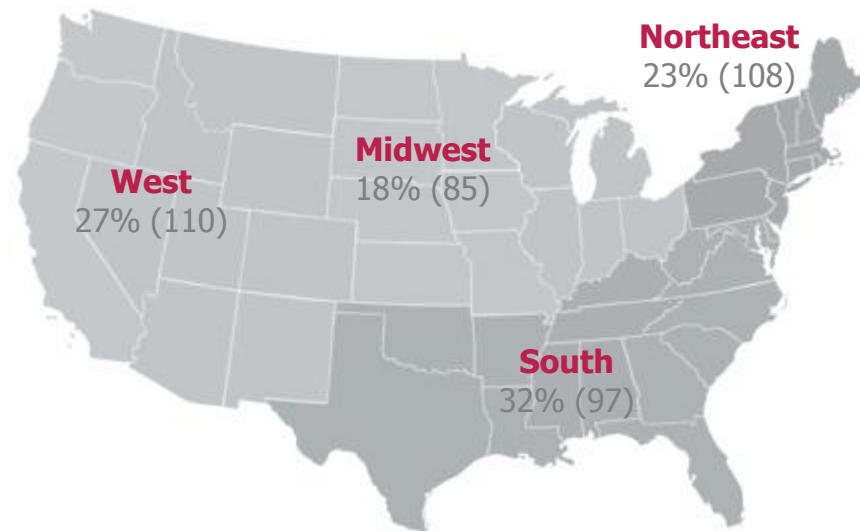 Northeast
23% (108)
Midwest
18% (85)
West
27% (110)
South
32% (97)